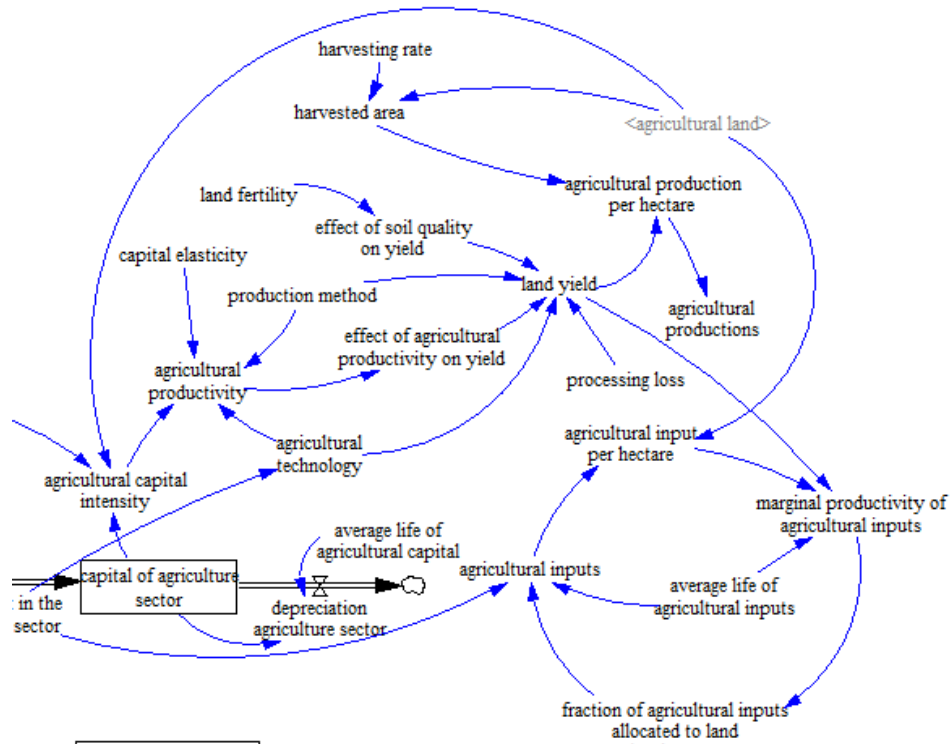 harvesting rate
harvested area
<agricultural land>
agricultural production
per hectare
land fertility
effect of soil quality
on yield
capital elasticity
production method
land yield
agricultural
productions
effect of agricultural
productivity on yield
agricultural
productivity
processing loss
agricultural
technology
agricultural input
per hectare
agricultural capital
intensity
marginal productivity of
agricultural inputs
average life of
agricultural capital
capital of agriculture
sector
agricultural inputs
average life of
agricultural inputs
in the
sector
depreciation
agriculture sector
fraction of agricultural inputs
allocated to land